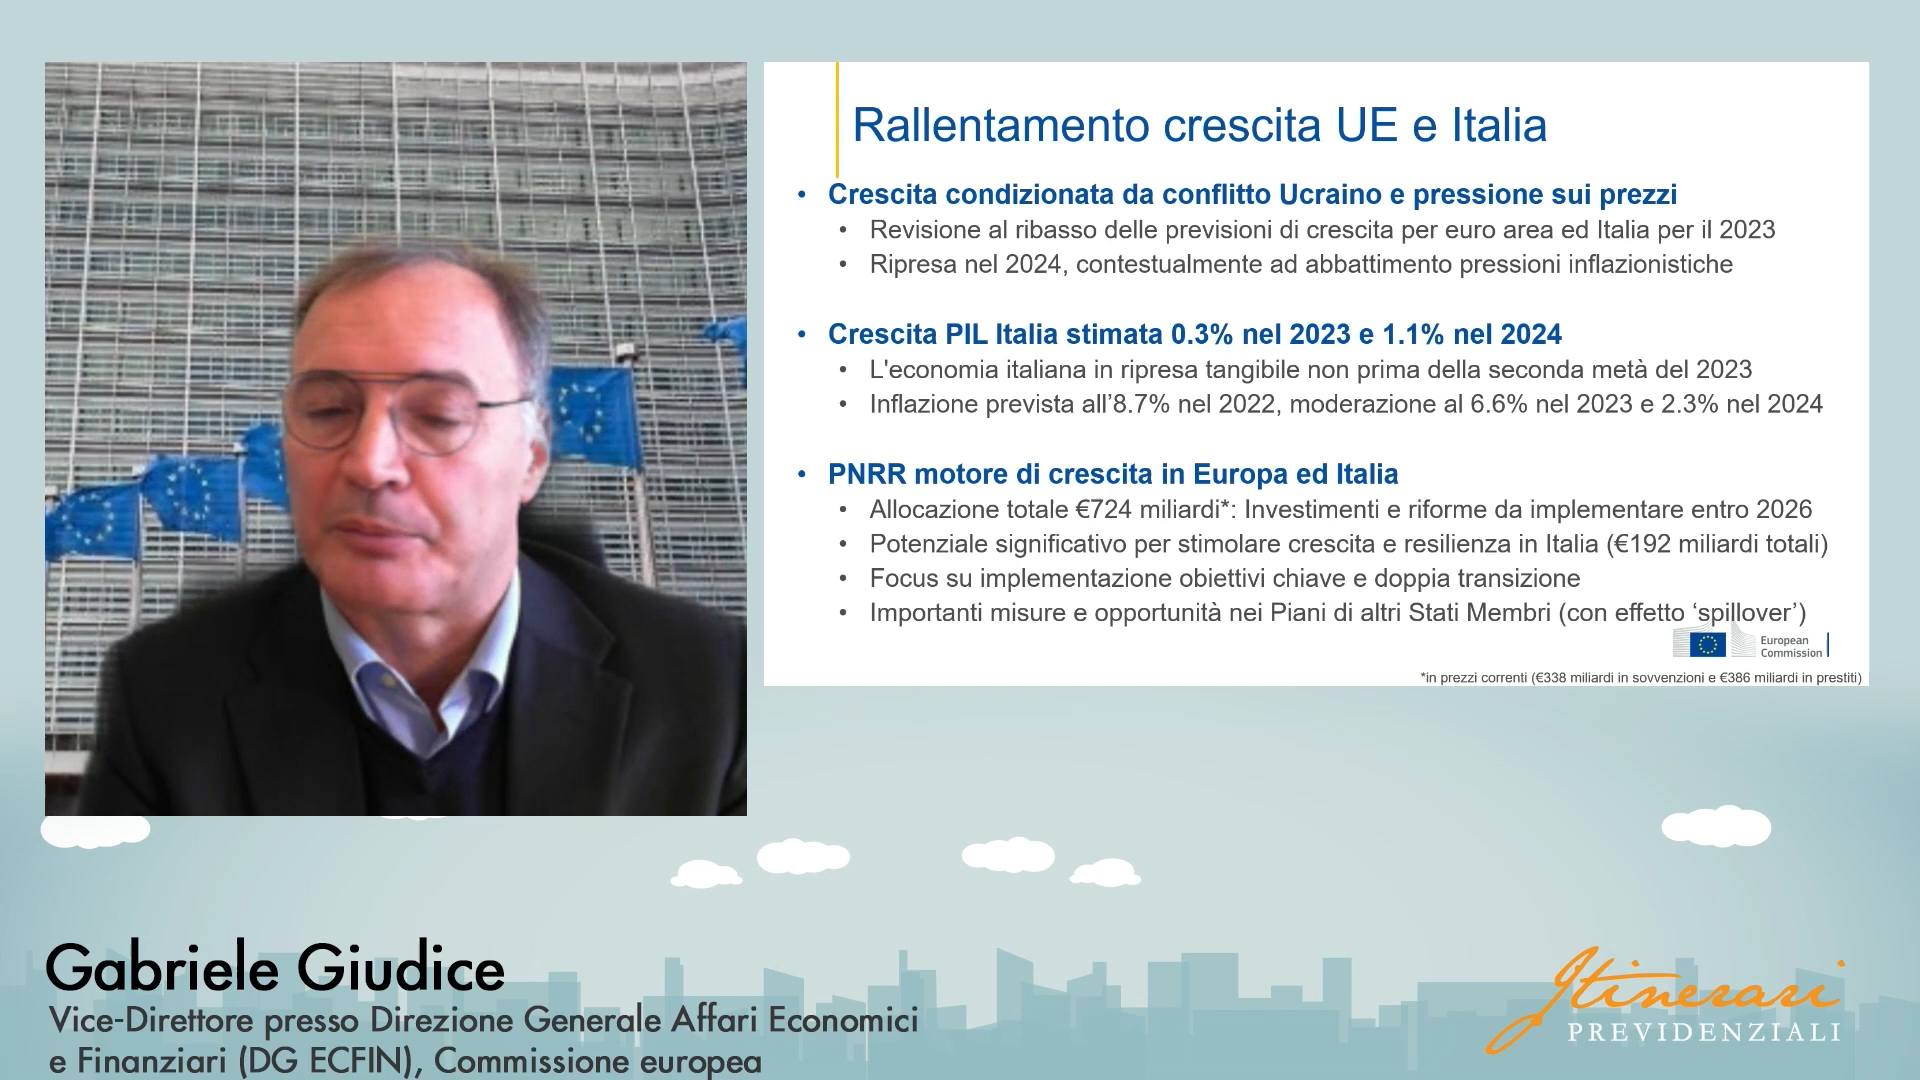 Rallentamento crescita UE e Italia
• Crescita condizionata da conflitto Ucraino e pressione sui prezzi
• Revisione al ribasso delle previsioni di crescita per euro area ed Italia per il 2023
• Ripresa nel 2024, contestualmente ad abbattimento pressioni inflazionistiche
• Crescita PIL Italia stimata 0.3% nel 2023 e 1.1% nel 2024
• L'economia italiana in ripresa tangibile non prima della seconda metà del 2023
• Inflazione prevista all’8.7% nel 2022, moderazione al 6.6% nel 2023 e 2.3% nel 2024
• PNRR motore di crescita in Europa ed Italia
• Allocazione totale €724 miliardi*: Investimenti e riforme da implementare entro 2026
• Potenziale significativo per stimolare crescita e resilienza in Italia (€192 miliardi totali)
• Focus su implementazione obiettivi chiave e doppia transizione
• Importanti misure e opportunità nei Piani di altri Stati Membri (con effetto ‘spillover’)
European
Commission
*in prezzi correnti (€338 miliardi in sovvenzioni e €386 miliardi in prestiti)
Gabriele Giudice
Vice-Direttore presso Direzione Generale Affari Economici
e Finanziari (DG ECFIN), Commissione europea
Itinerari
PREVIDENZIALI